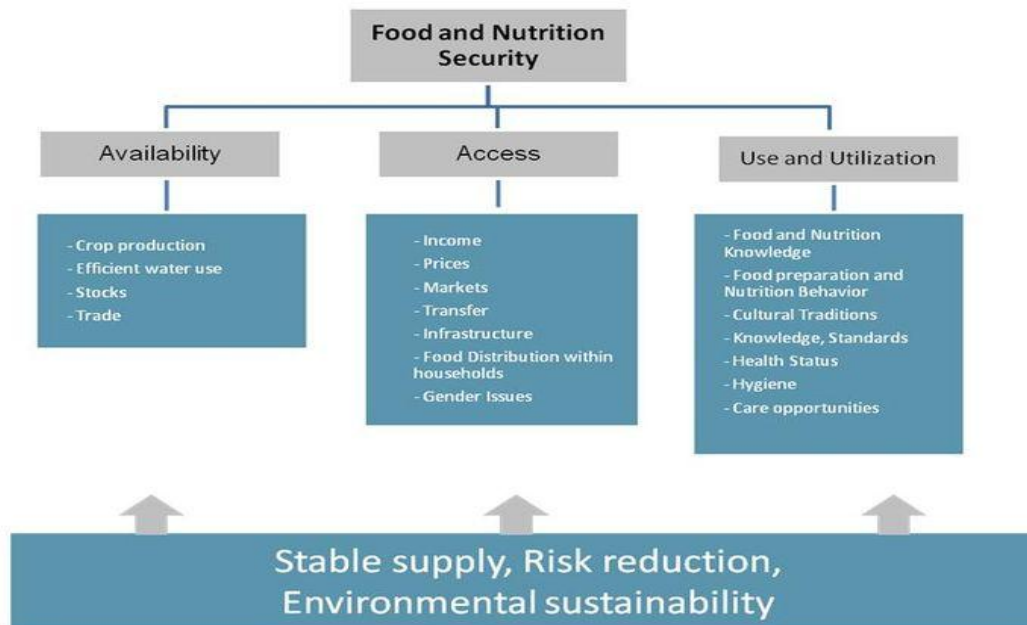 Food and Nutrition
Security
Availability
Access
Use and Utilization
- Crop production
- Efficient water use
- Stocks
- Trade
- Income
- Prices
- Markets
- Transfer
- Infrastructure
- Food Distribution within
households
- Gender Issues
- Food and Nutrition
Knowledge
- Food preparation and
Nutrition Behavior
- Cultural Traditions
- Knowledge, Standards
- Health Status
- Hygiene
- Care opportunities
Stable supply, Risk reduction,
Environmental sustainability